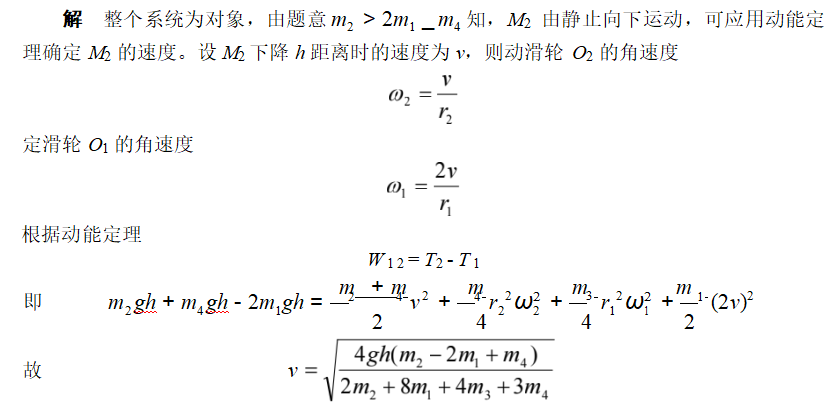 解 整个系统为对象，由题意 m₂ > 2m₁ _ m₄ 知，M₂ 由静止向下运动，可应用动能定
理确定 M₂ 的速度。设 M₂ 下降 h 距离时的速度为 v，则动滑轮 O₂ 的角速度
ω₂ = v/r₂
定滑轮 O₁ 的角速度
ω₁ = 2v/r₁
根据动能定理
W₁₂ = T₂ - T₁
即 m₂gh + m₄gh - 2m₁gh = (m₂ + m₄)/2 v² + m₄/4 r₂²ω₂² + m₃/4 r₁²ω₁² + m₁/2 (2v)²
故 v = √(4gh(m₂ − 2m₁ + m₄)/(2m₂ + 8m₁ + 4m₃ + 3m₄))